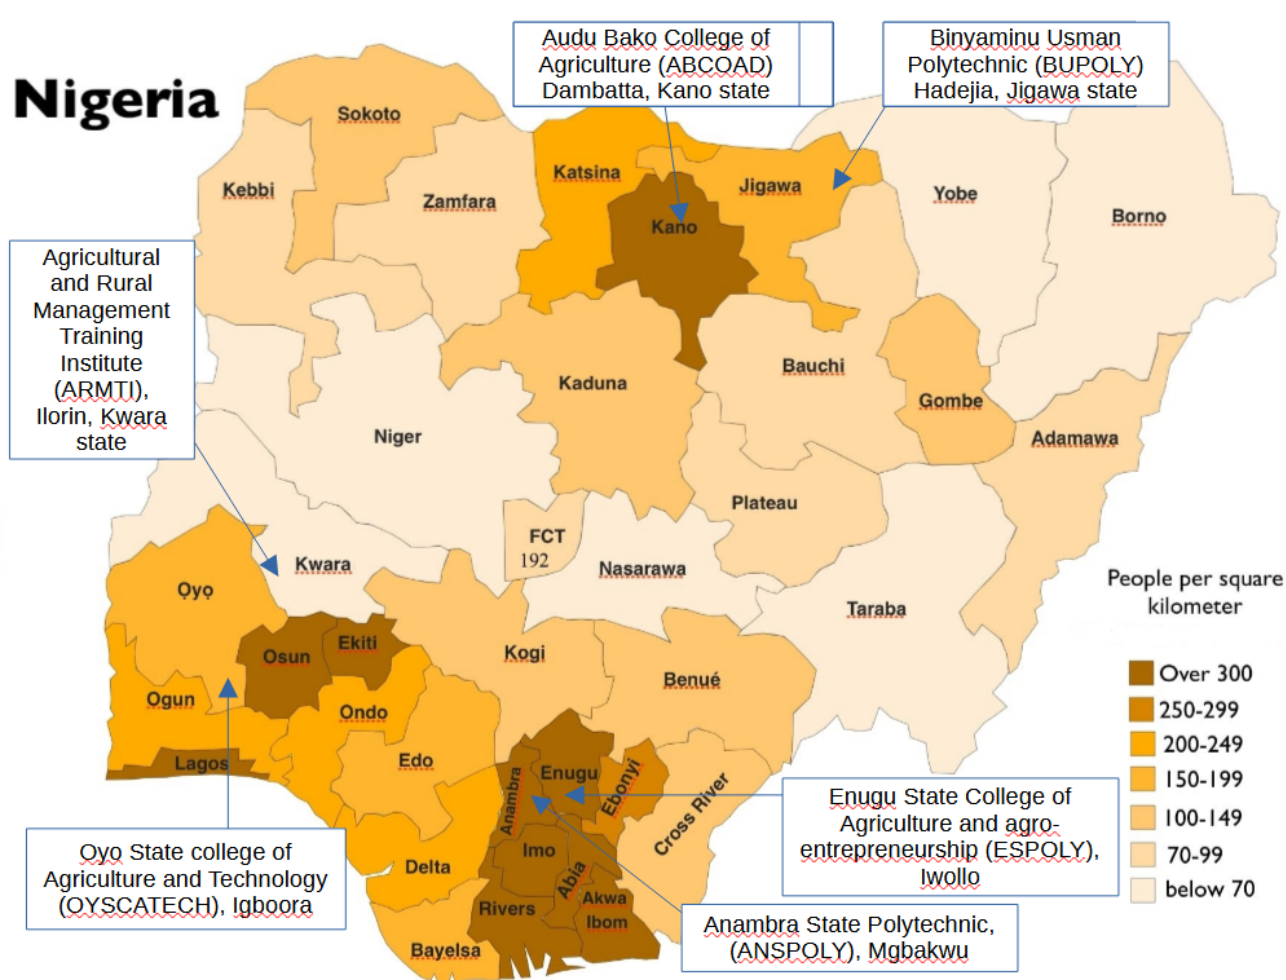 Nigeria
Audu Bako College of
Agriculture (ABCOAD)
Dambatta, Kano state
Binyaminu Usman
Polytechnic (BUPOLY)
Hadejia, Jigawa state
Sokoto
Kebbi
Zamfara
Katsina
Jigawa
Kano
Yobe
Borno
Agricultural
and Rural
Management
Training
Institute
(ARMTI),
Ilorin, Kwara
state
Kaduna
Bauchi
Gombe
Adamawa
Niger
Plateau
FCT
192
Nasarawa
Kwara
Taraba
Ọyọ
Osun
Ekiti
Kogi
Benué
Ogun
Ondo
Lagos
Edo
Anambra
Enugu
Ebonyi
Cross River
Imo
Abia
Delta
Rivers
Akwa
Ibom
Bayelsa
People per square
kilometer
Over 300
250-299
200-249
150-199
100-149
70-99
below 70
Enugu State College of
Agriculture and agro-
entrepreneurship (ESPOLY),
Iwollo
Oyo State college of
Agriculture and Technology
(OYSCATECH), Igboora
Anambra State Polytechnic,
(ANSPOLY), Mgbakwu